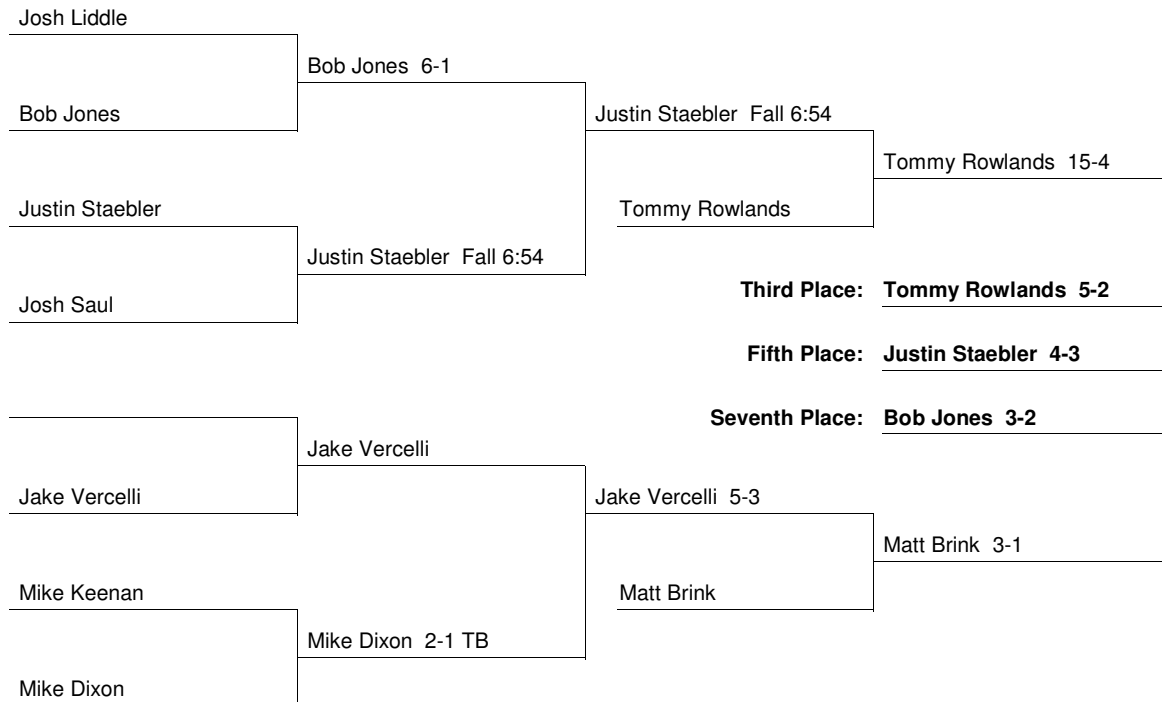 Josh Liddle
Bob Jones 6-1
Bob Jones
Justin Staebler Fall 6:54
Tommy Rowlands 15-4
Justin Staebler
Tommy Rowlands
Justin Staebler Fall 6:54
Third Place: Tommy Rowlands 5-2
Josh Saul
Fifth Place: Justin Staebler 4-3
Seventh Place: Bob Jones 3-2
Jake Vercelli
Jake Vercelli
Jake Vercelli 5-3
Matt Brink 3-1
Mike Keenan
Matt Brink
Mike Dixon 2-1 TB
Mike Dixon